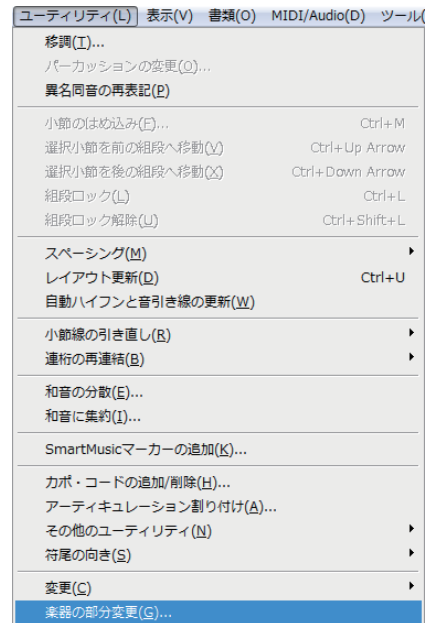 ユーティリティ(L) 表示(V) 書類(O) MIDI/Audio(D) ツール(
移調(T)...
パーカッションの変更(O)...
異名同音の再表記(P)
小節のはめ込み(F)... Ctrl+M
選択小節を前の組段へ移動(V) Ctrl+Up Arrow
選択小節を後の組段へ移動(X) Ctrl+Down Arrow
組段ロック(L) Ctrl+L
組段ロック解除(U) Ctrl+Shift+L
スペーシング(M)
レイアウト更新(D) Ctrl+U
自動ハイフンと音引き線の更新(W)
小節線の引き直し(R)
連桁の再連結(B)
和音の分散(E)...
和音に集約(I)...
SmartMusicマーカーの追加(K)...
カポ・コードの追加/削除(H)...
アーティキュレーション割り付け(A)...
その他のユーティリティ(N)
符尾の向き(S)
変更(C)
楽器の部分変更(G)...